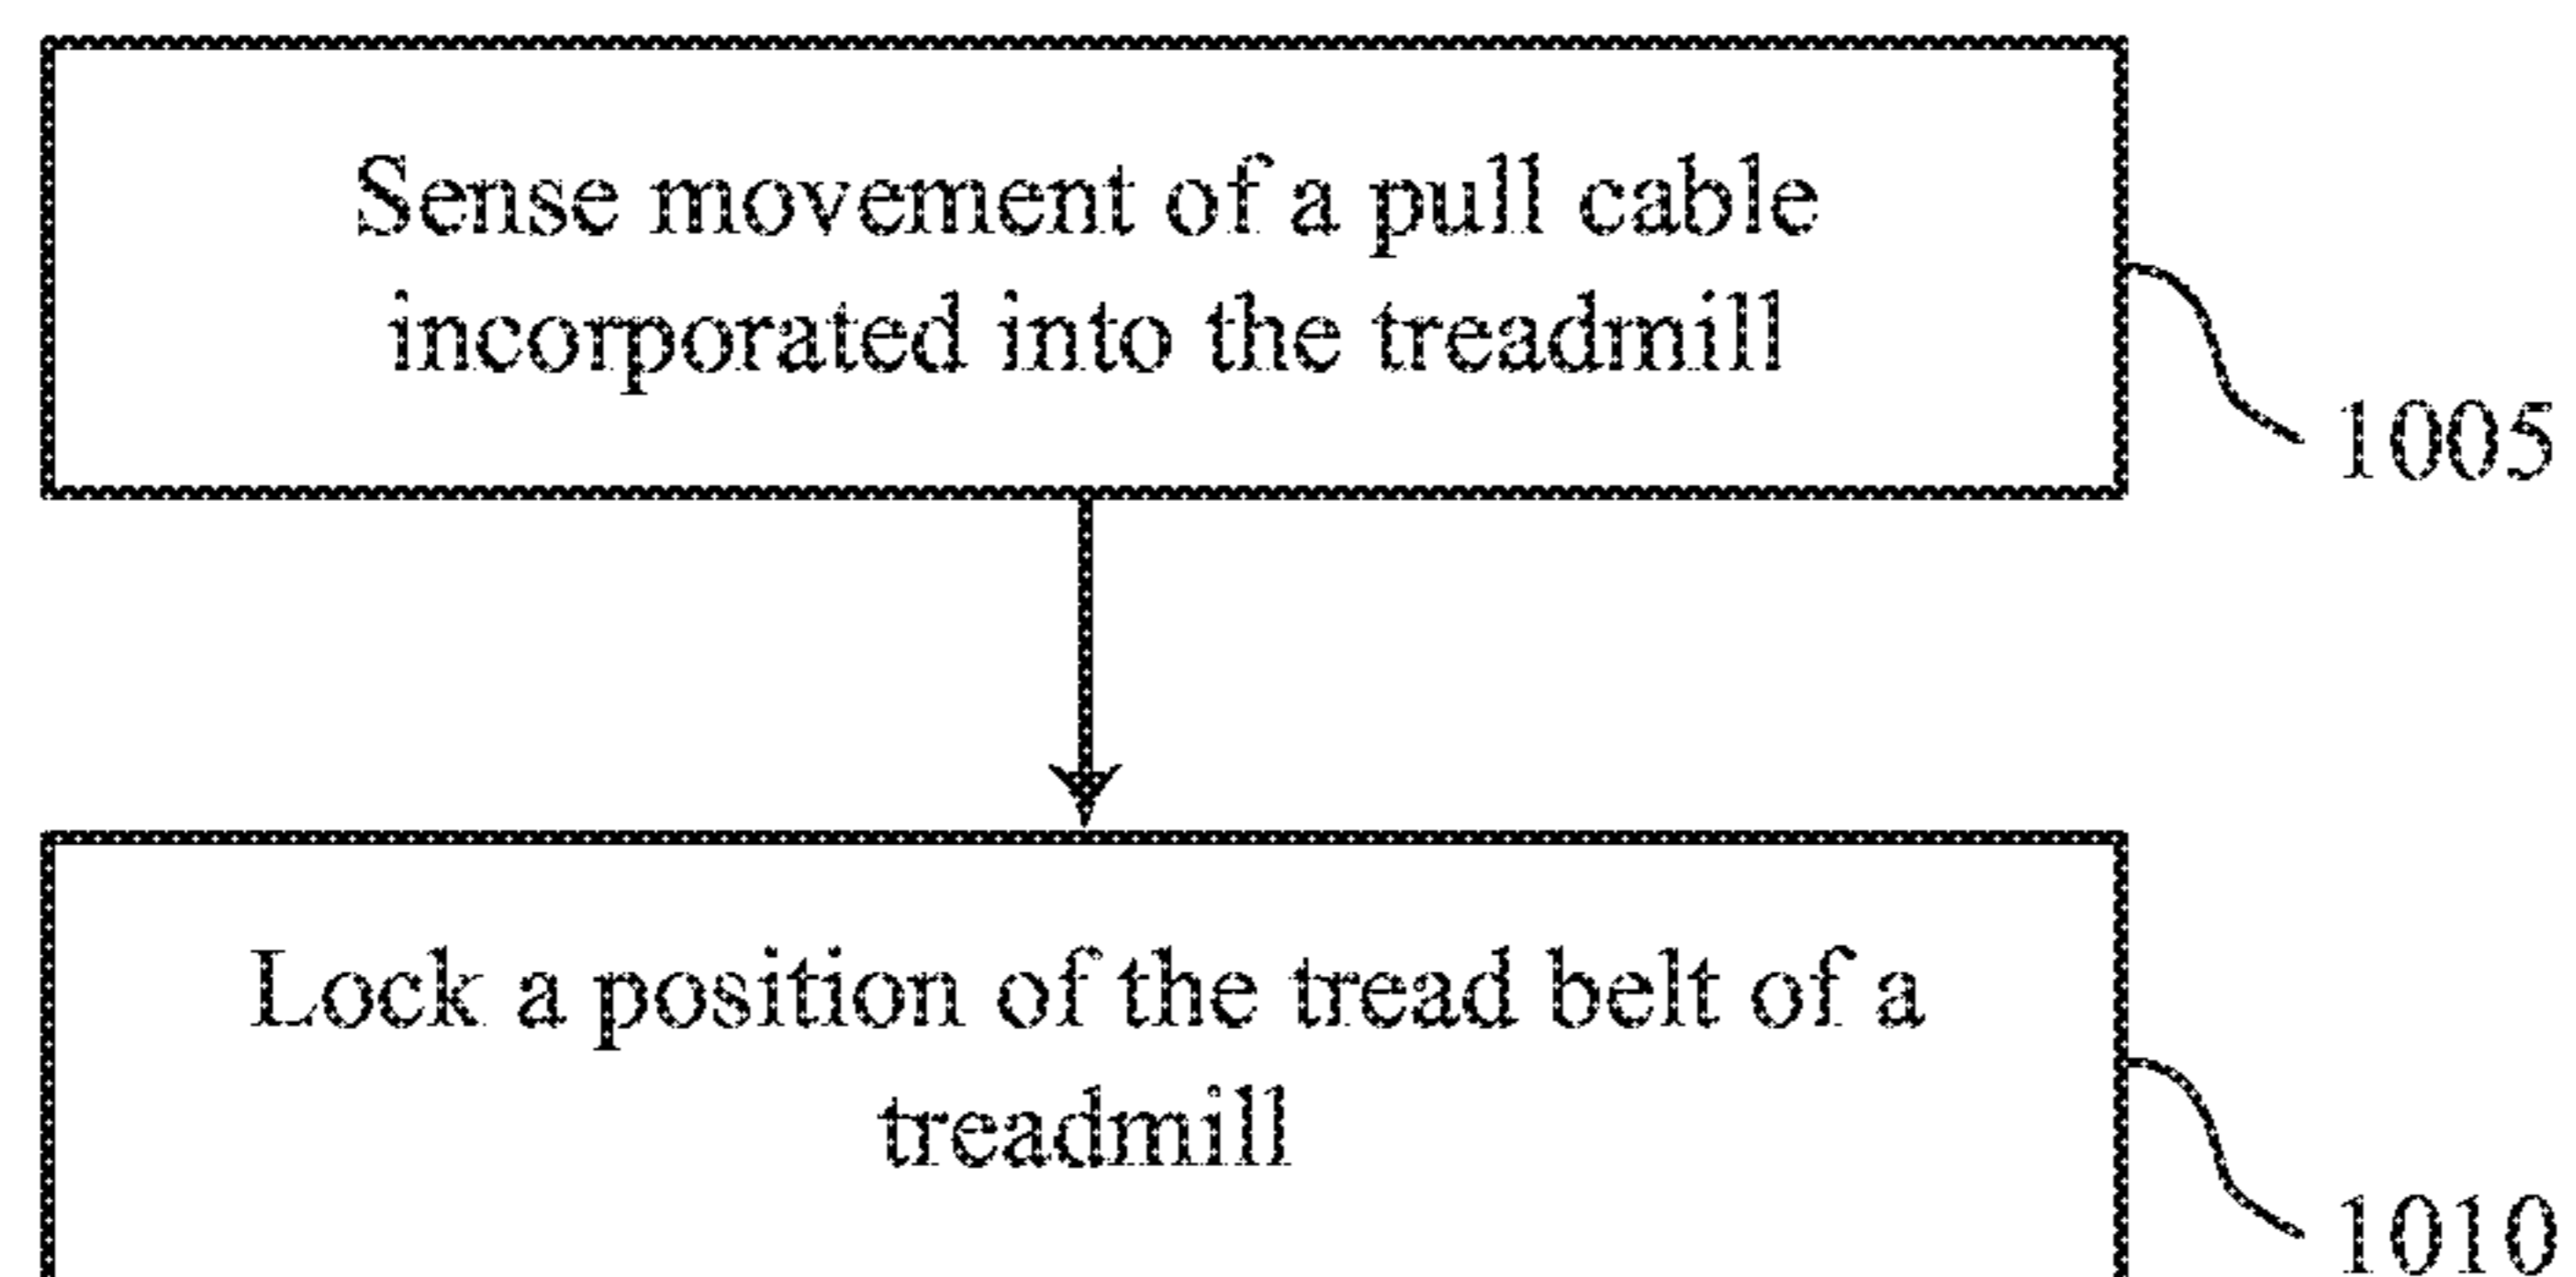 Sense movement of a pull cable
incorporated into the treadmill
1005
Lock a position of the tread belt of a
treadmill
1010